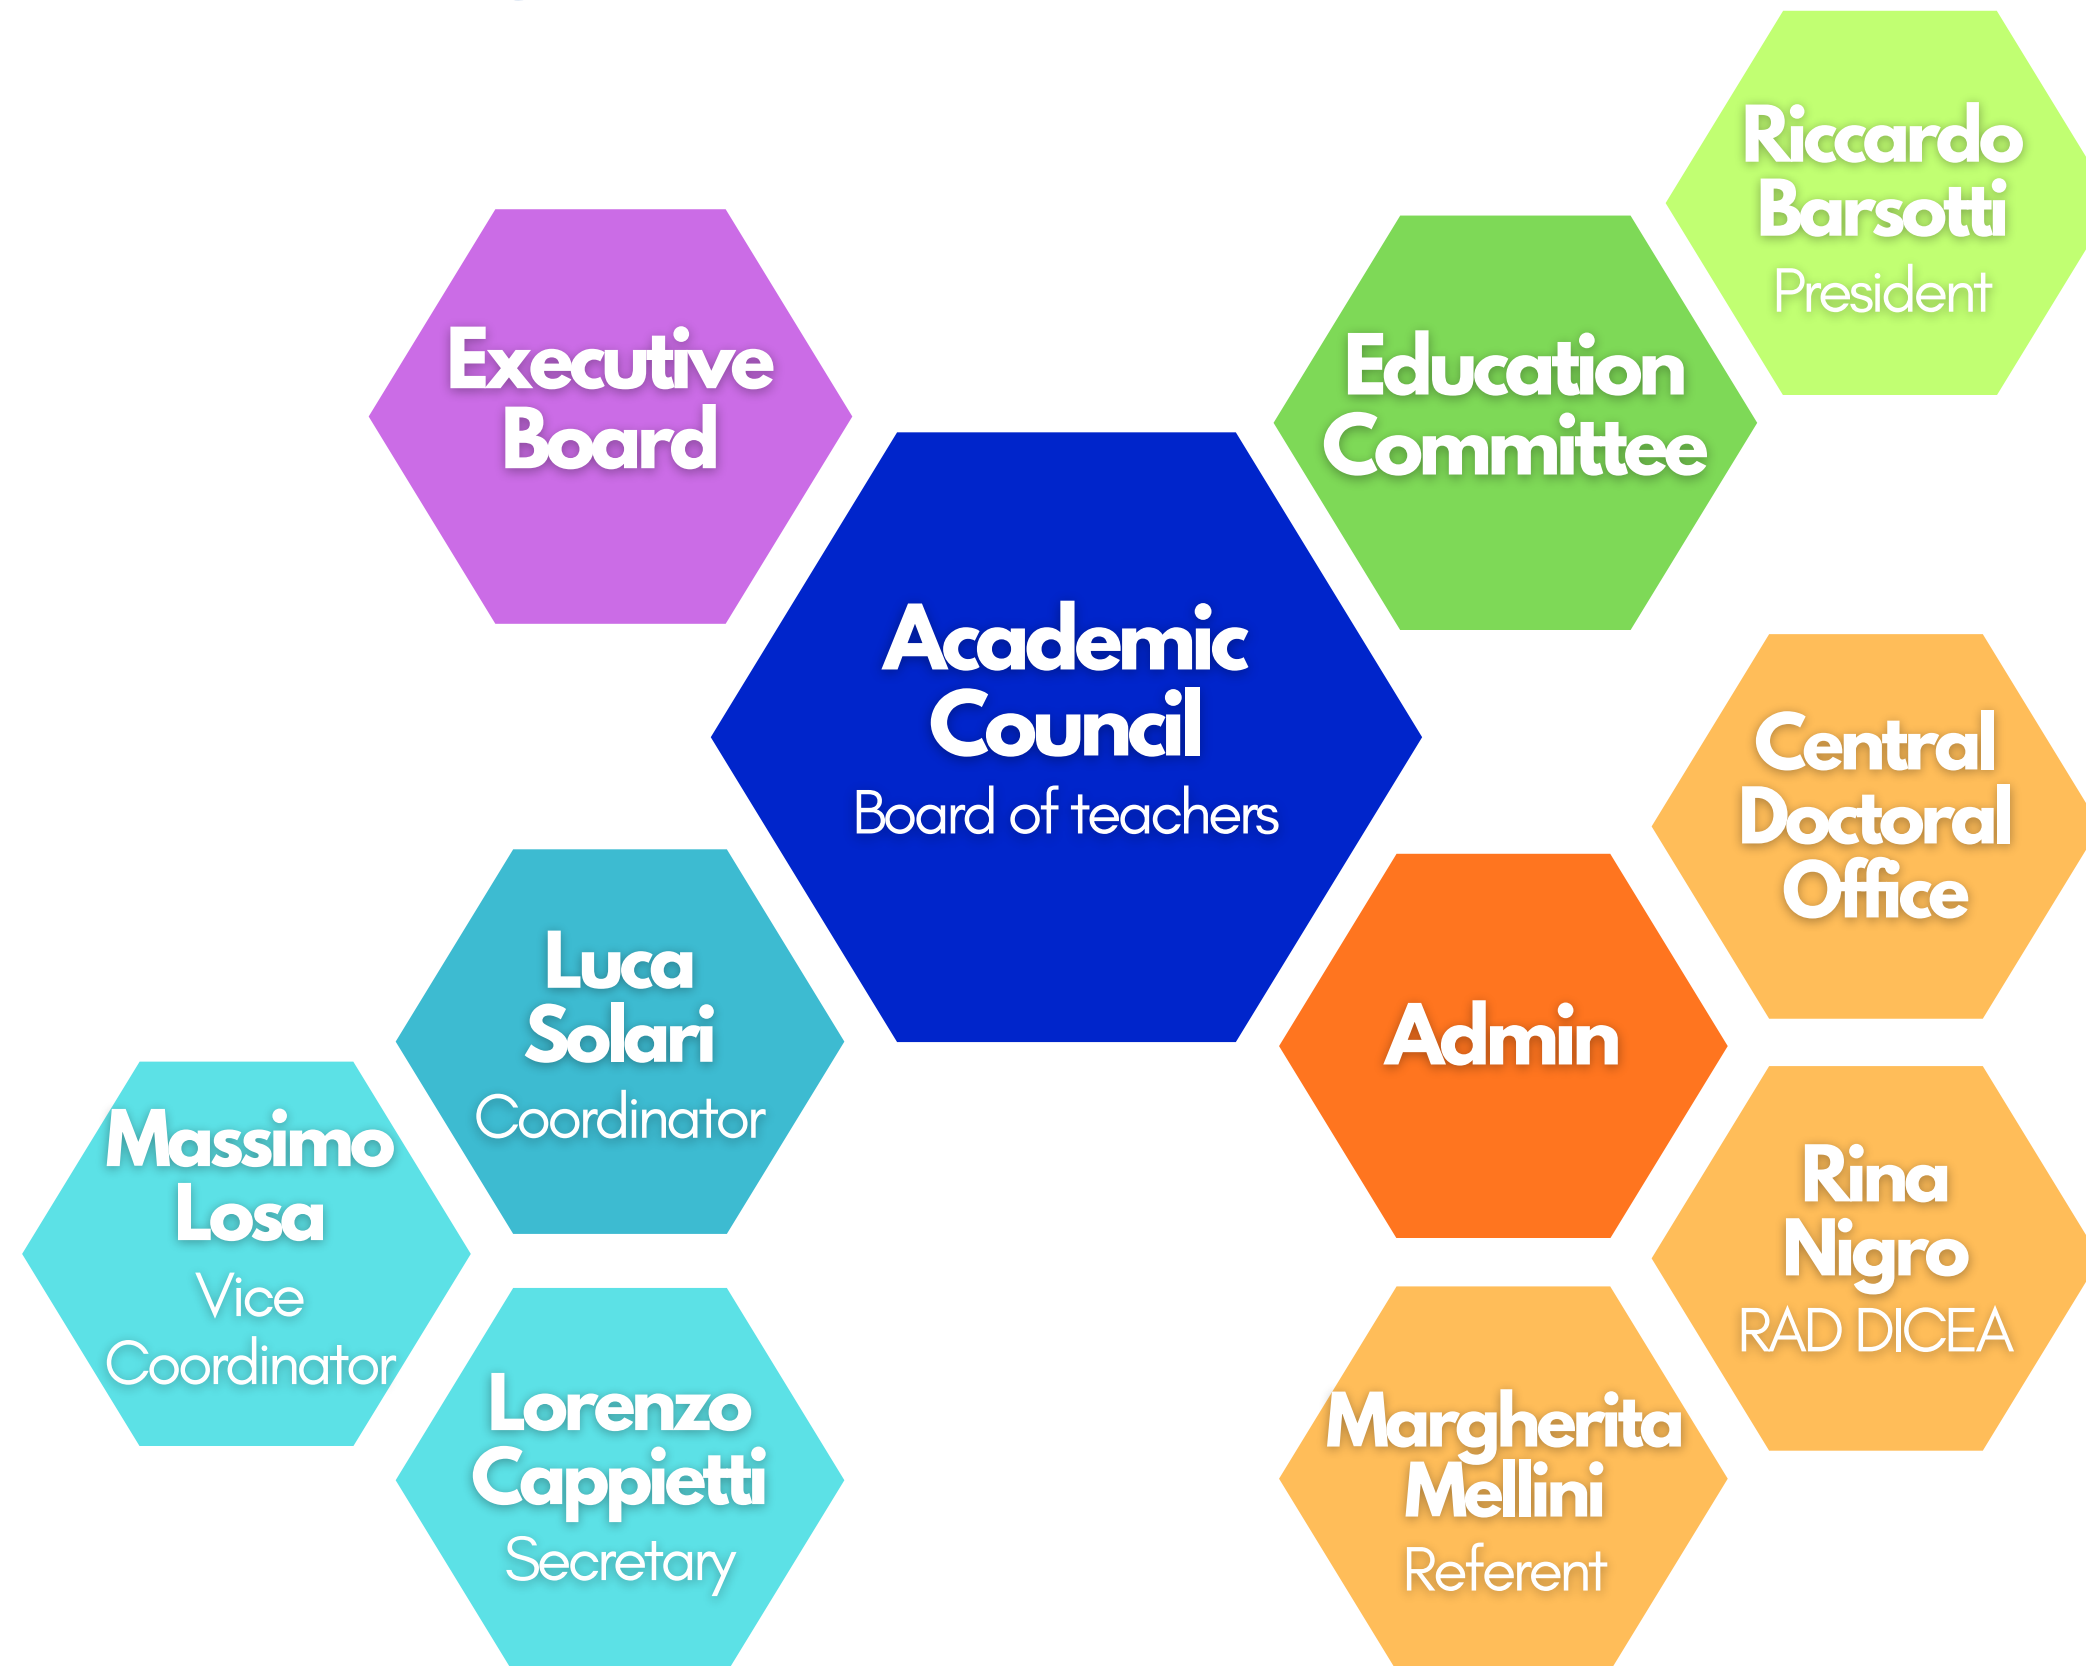 Riccardo
Barsotti
President
Executive
Board
Education
Committee
Academic
Council
Board of teachers
Central
Doctoral
Office
Luca
Solari
Coordinator
Admin
Massimo
Losa
Vice
Coordinator
Rina
Nigro
RAD DICEA
Lorenzo
Cappietti
Secretary
Margherita
Mellini
Referent